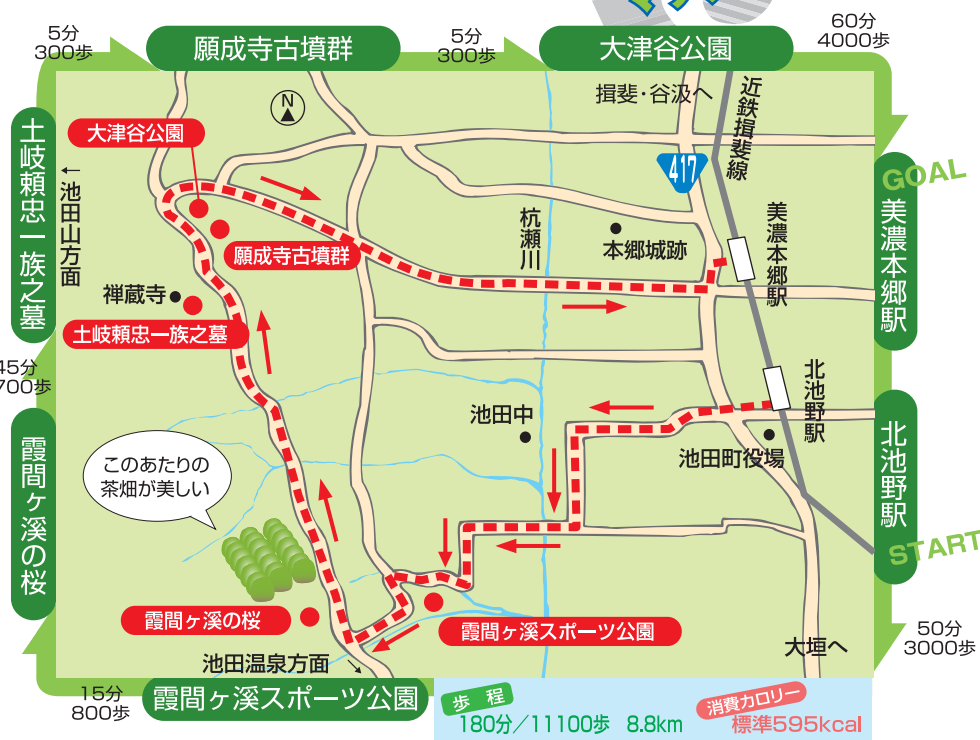 5分
300歩
願成寺古墳群
5分
300歩
大津谷公園
60分
4000歩
土岐頼忠一族之墓
45分
700歩
霞間ヶ溪の桜
15分
800歩
霞間ヶ溪スポーツ公園
50分
3000歩
GOAL
美濃本郷駅
北池野駅
START
N
揖斐・谷汲へ
近鉄揖斐線
417
大津谷公園
←池田山方面
願成寺古墳群
杭瀬川
本郷城跡
美濃本郷駅
禅蔵寺
土岐頼忠一族之墓
北池野駅
池田中
池田町役場
このあたりの
茶畑が美しい
霞間ヶ溪の桜
霞間ヶ溪スポーツ公園
池田温泉方面
大垣へ
歩程
180分/11100歩 8.8km
消費カロリー
標準595kcal